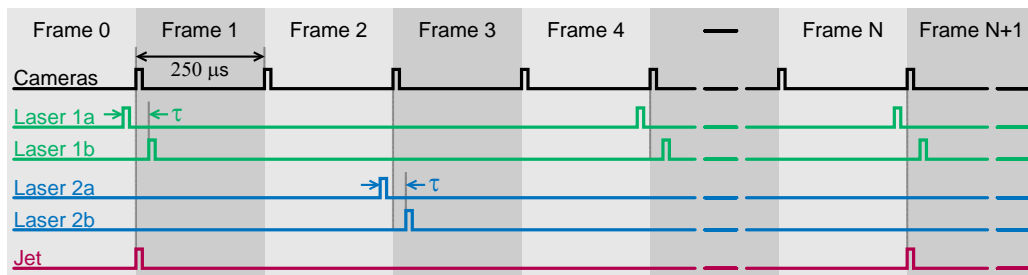 Frame 0 Frame 1 Frame 2 Frame 3 Frame 4 Frame N Frame N+1
250 μs
Cameras
Laser 1a τ
Laser 1b
Laser 2a τ
Laser 2b
Jet